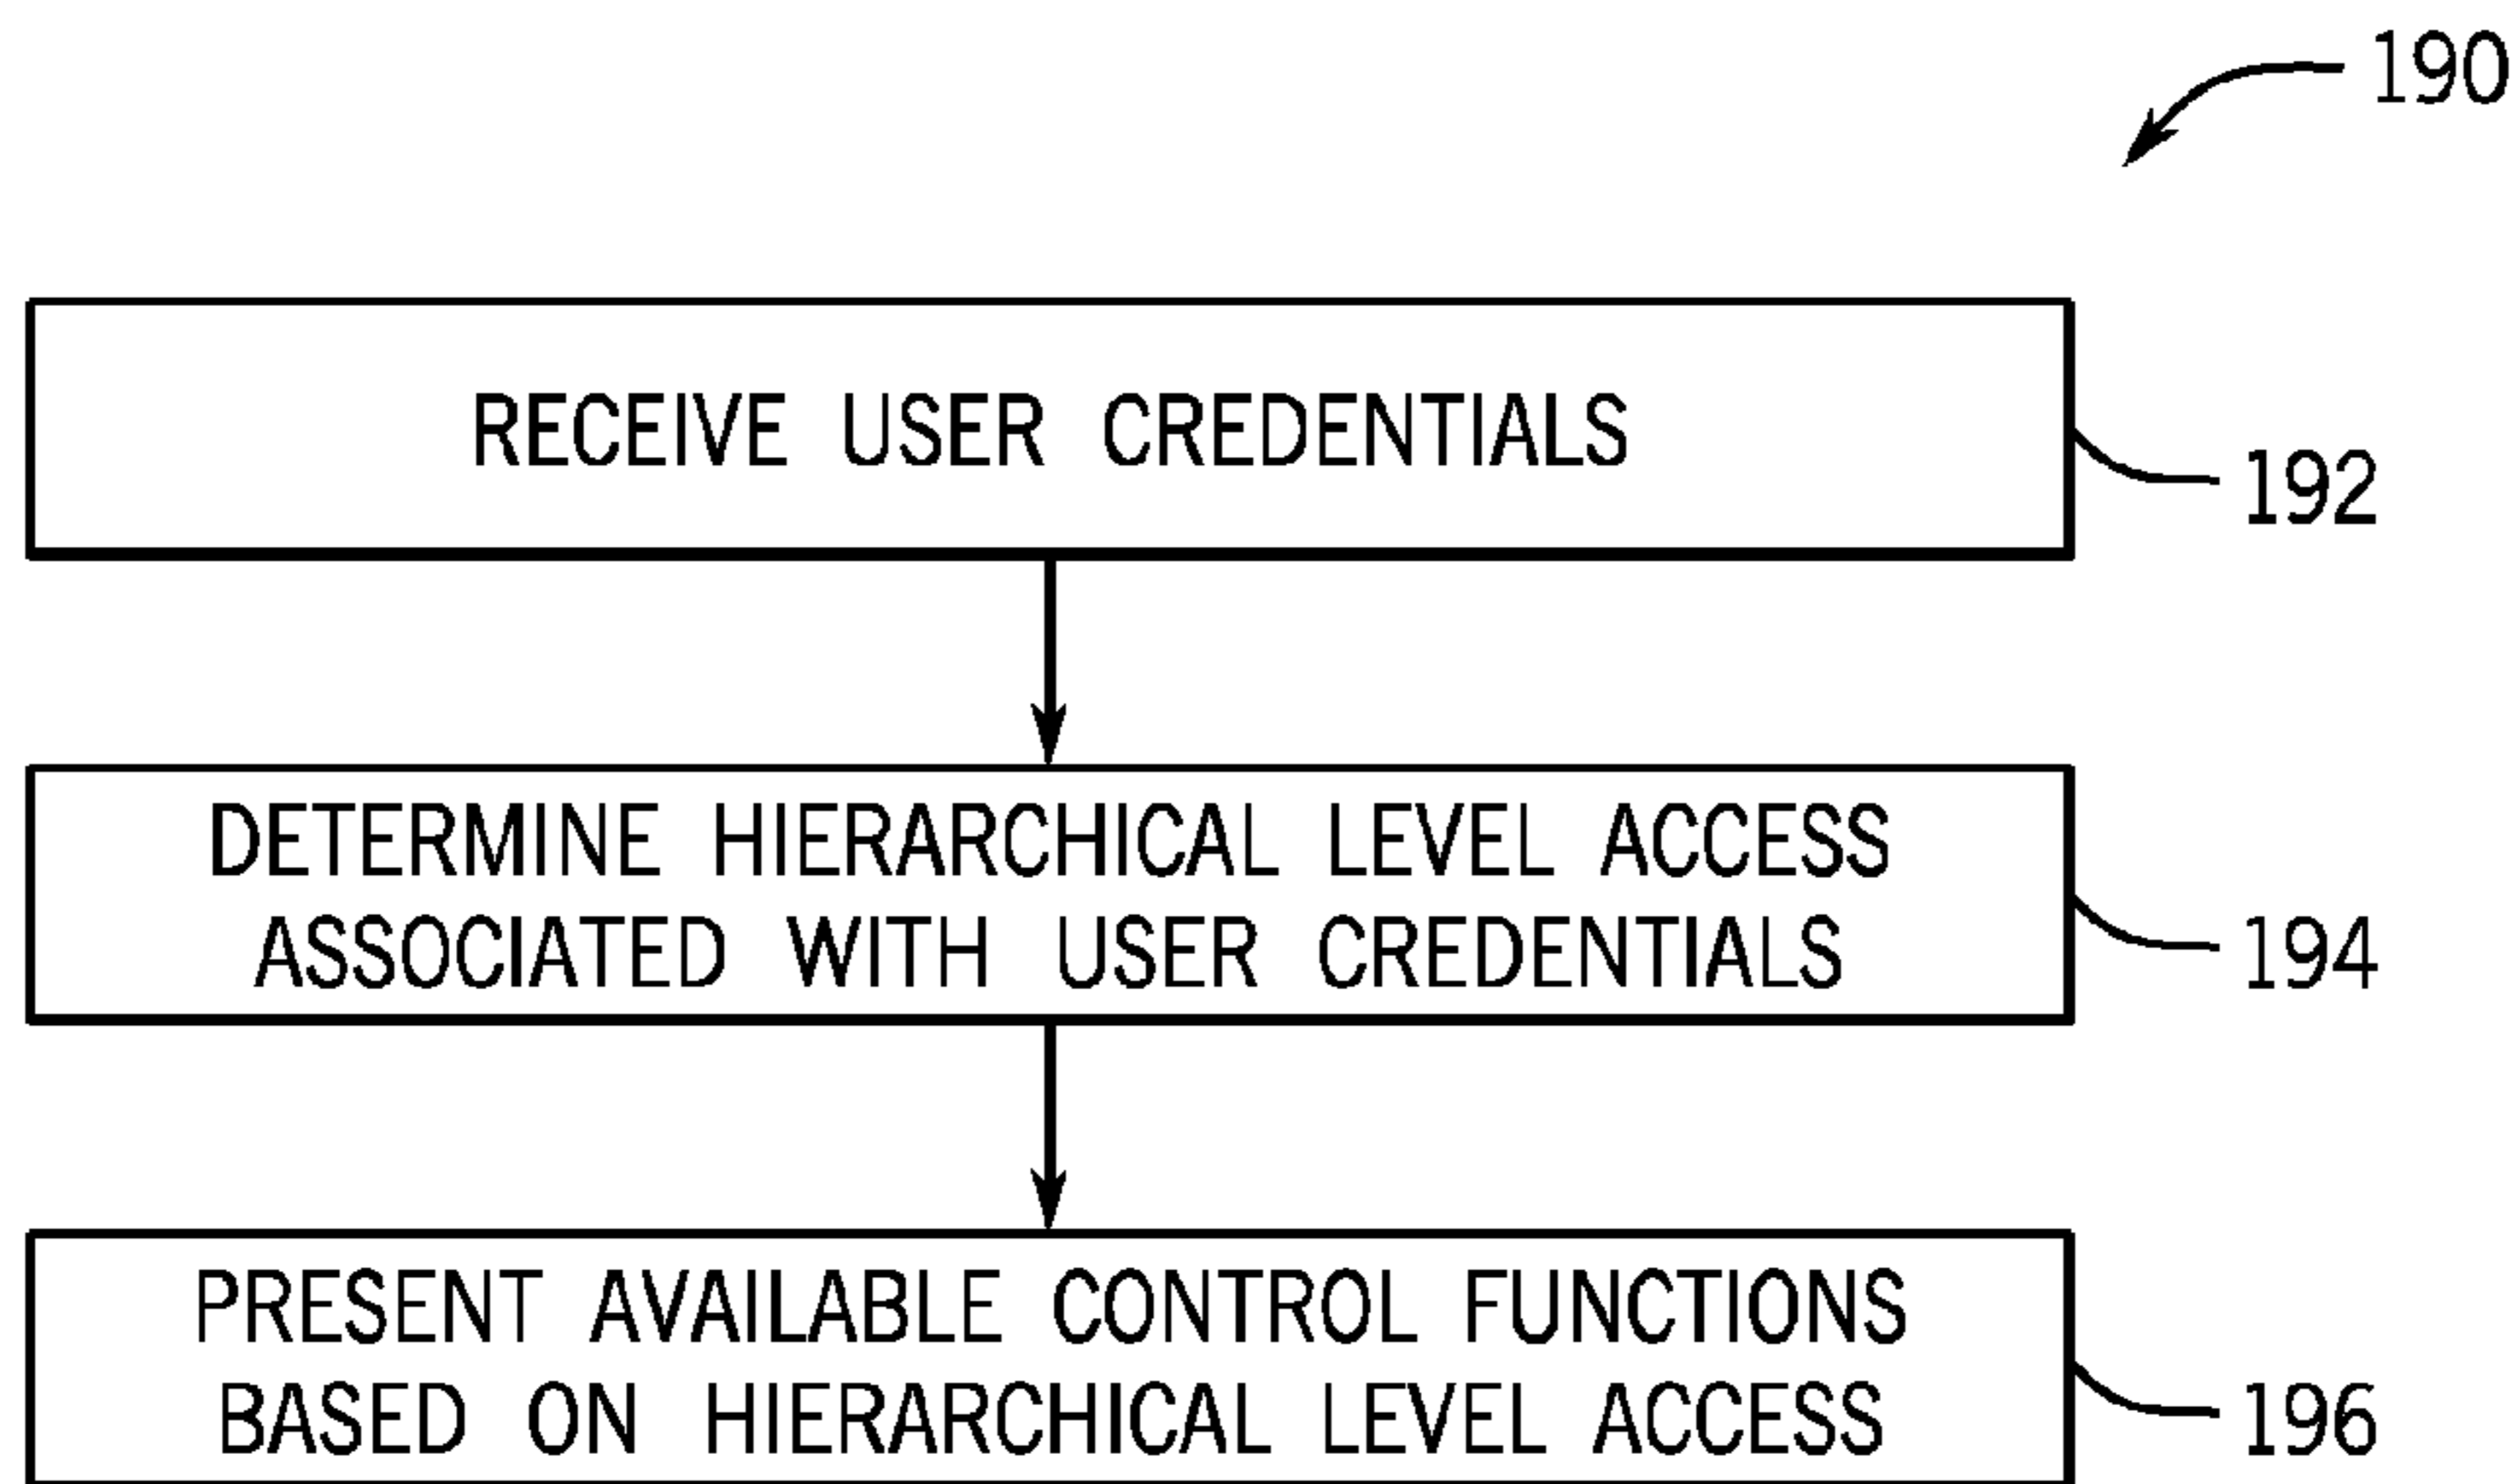 190
RECEIVE USER CREDENTIALS
192
DETERMINE HIERARCHICAL LEVEL ACCESS
ASSOCIATED WITH USER CREDENTIALS
194
PRESENT AVAILABLE CONTROL FUNCTIONS
BASED ON HIERARCHICAL LEVEL ACCESS
196